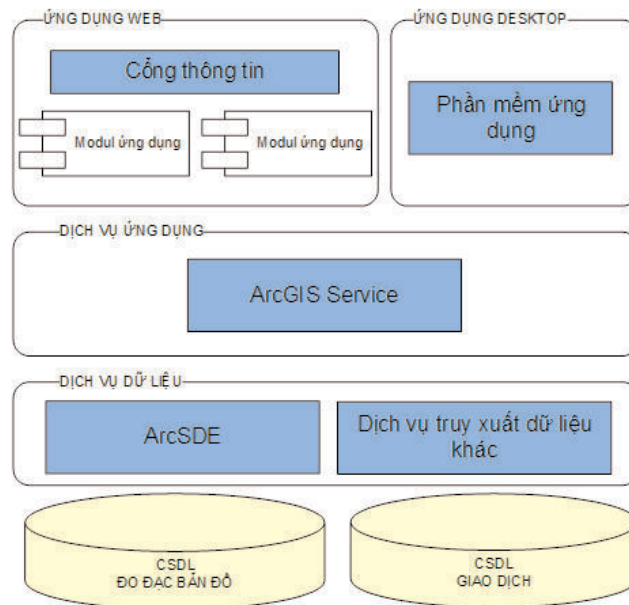 ỨNG DỤNG WEB
ỨNG DỤNG DESKTOP
Cổng thông tin
Phần mềm ứng
dụng
Modul ứng dụng
Modul ứng dụng
DỊCH VỤ ỨNG DỤNG
ArcGIS Service
DỊCH VỤ DỮ LIỆU
ArcSDE
Dịch vụ truy xuất dữ liệu
khác
CSDL
ĐO ĐẠC BẢN ĐỒ
CSDL
GIAO DỊCH